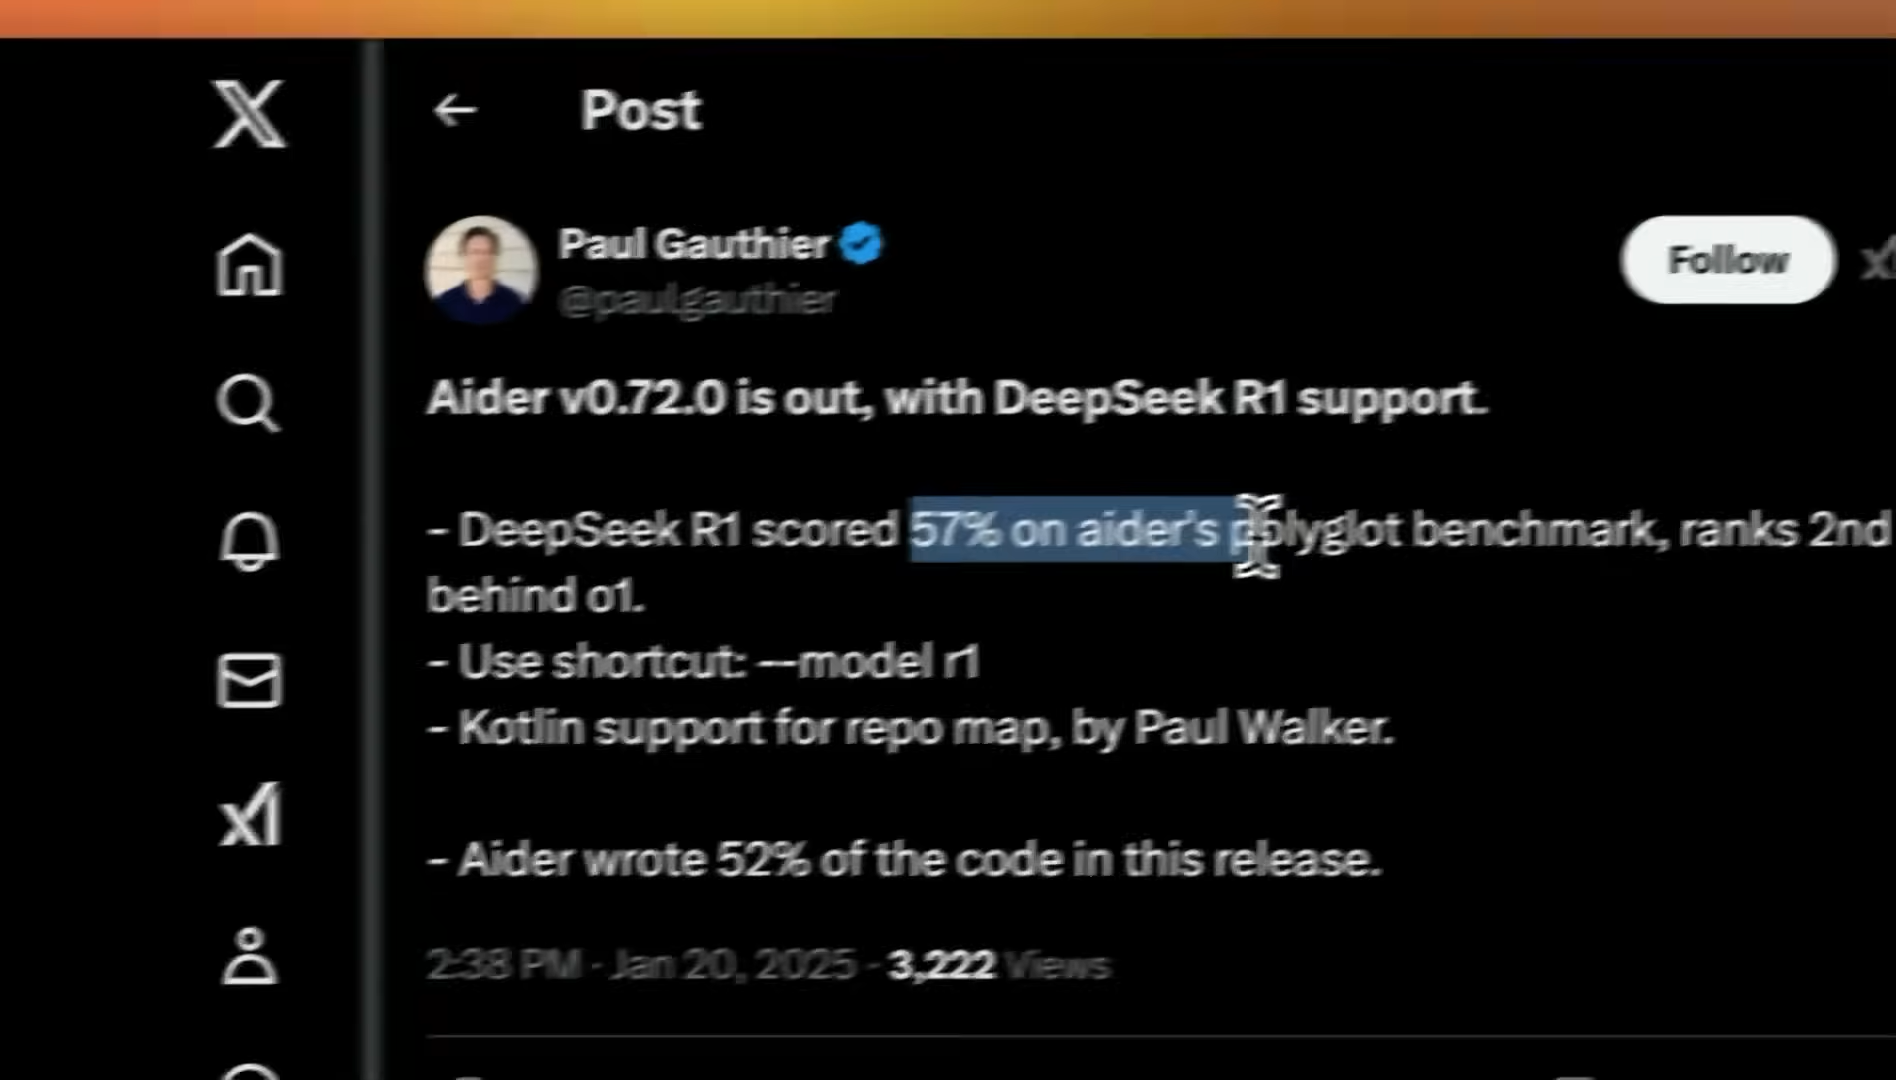 Post
Paul Gauthier
@paulgauthier
Follow
Aider v0.72.0 is out, with DeepSeek R1 support.
- DeepSeek R1 scored 57% on aider's polyglot benchmark, ranks 2nd
behind o1.
- Use shortcut: --model r1
- Kotlin support for repo map, by Paul Walker.
- Aider wrote 52% of the code in this release.
2:38 PM · Jan 20, 2025 · 3,222 Views